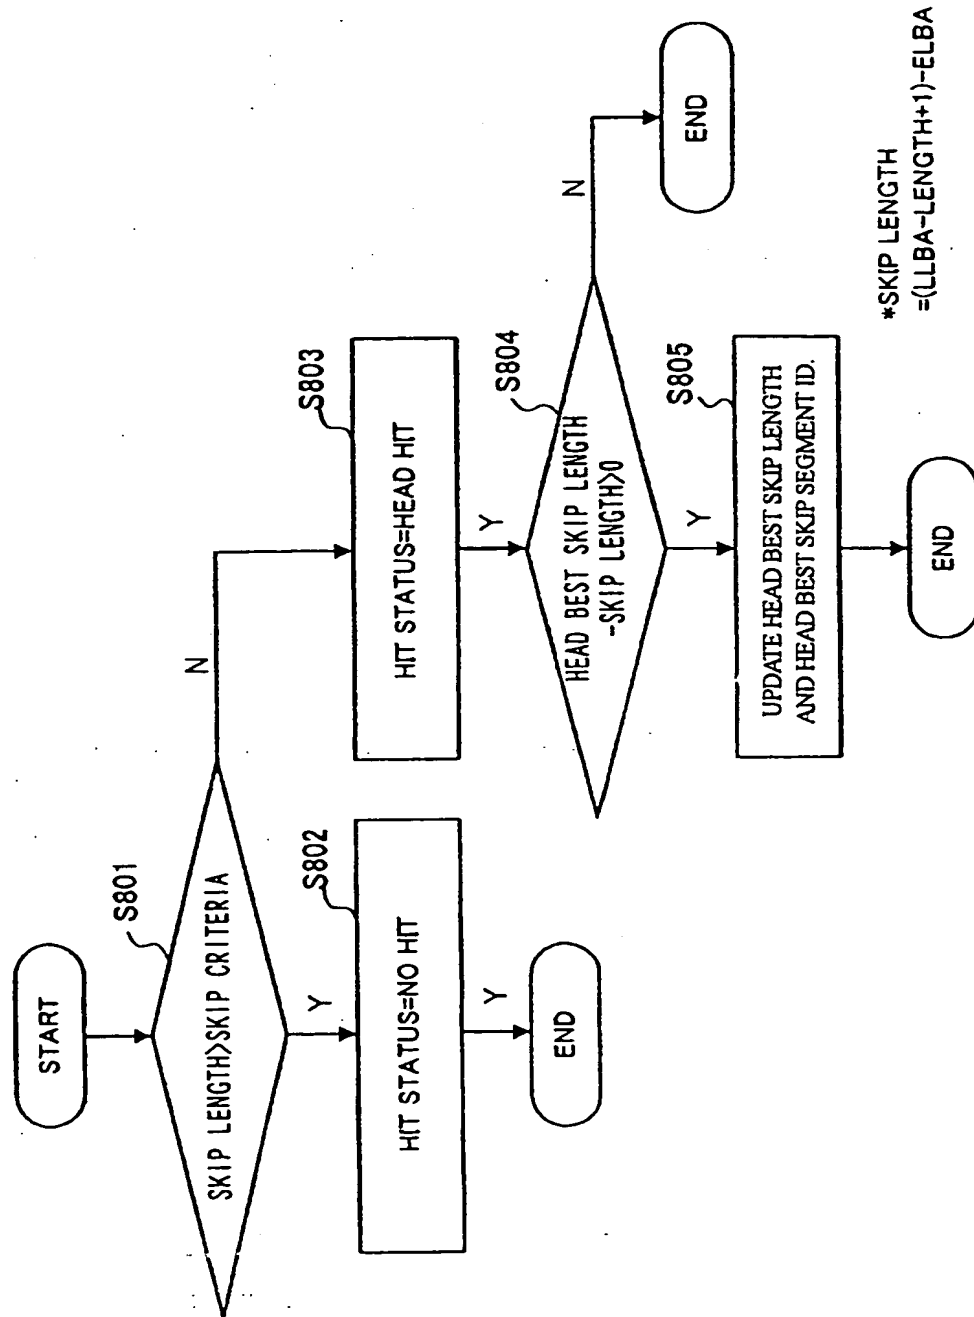 START
S801
SKIP LENGTH>SKIP CRITERIA
N
Y
S802
HIT STATUS=NO HIT
Y
END
S803
HIT STATUS=HEAD HIT
Y
S804
HEAD BEST SKIP LENGTH
-SKIP LENGTH>0
N
END
Y
S805
UPDATE HEAD BEST SKIP LENGTH
AND HEAD BEST SKIP SEGMENT ID.
END
*SKIP LENGTH
=(LLBA-LENGTH+1)-ELBA